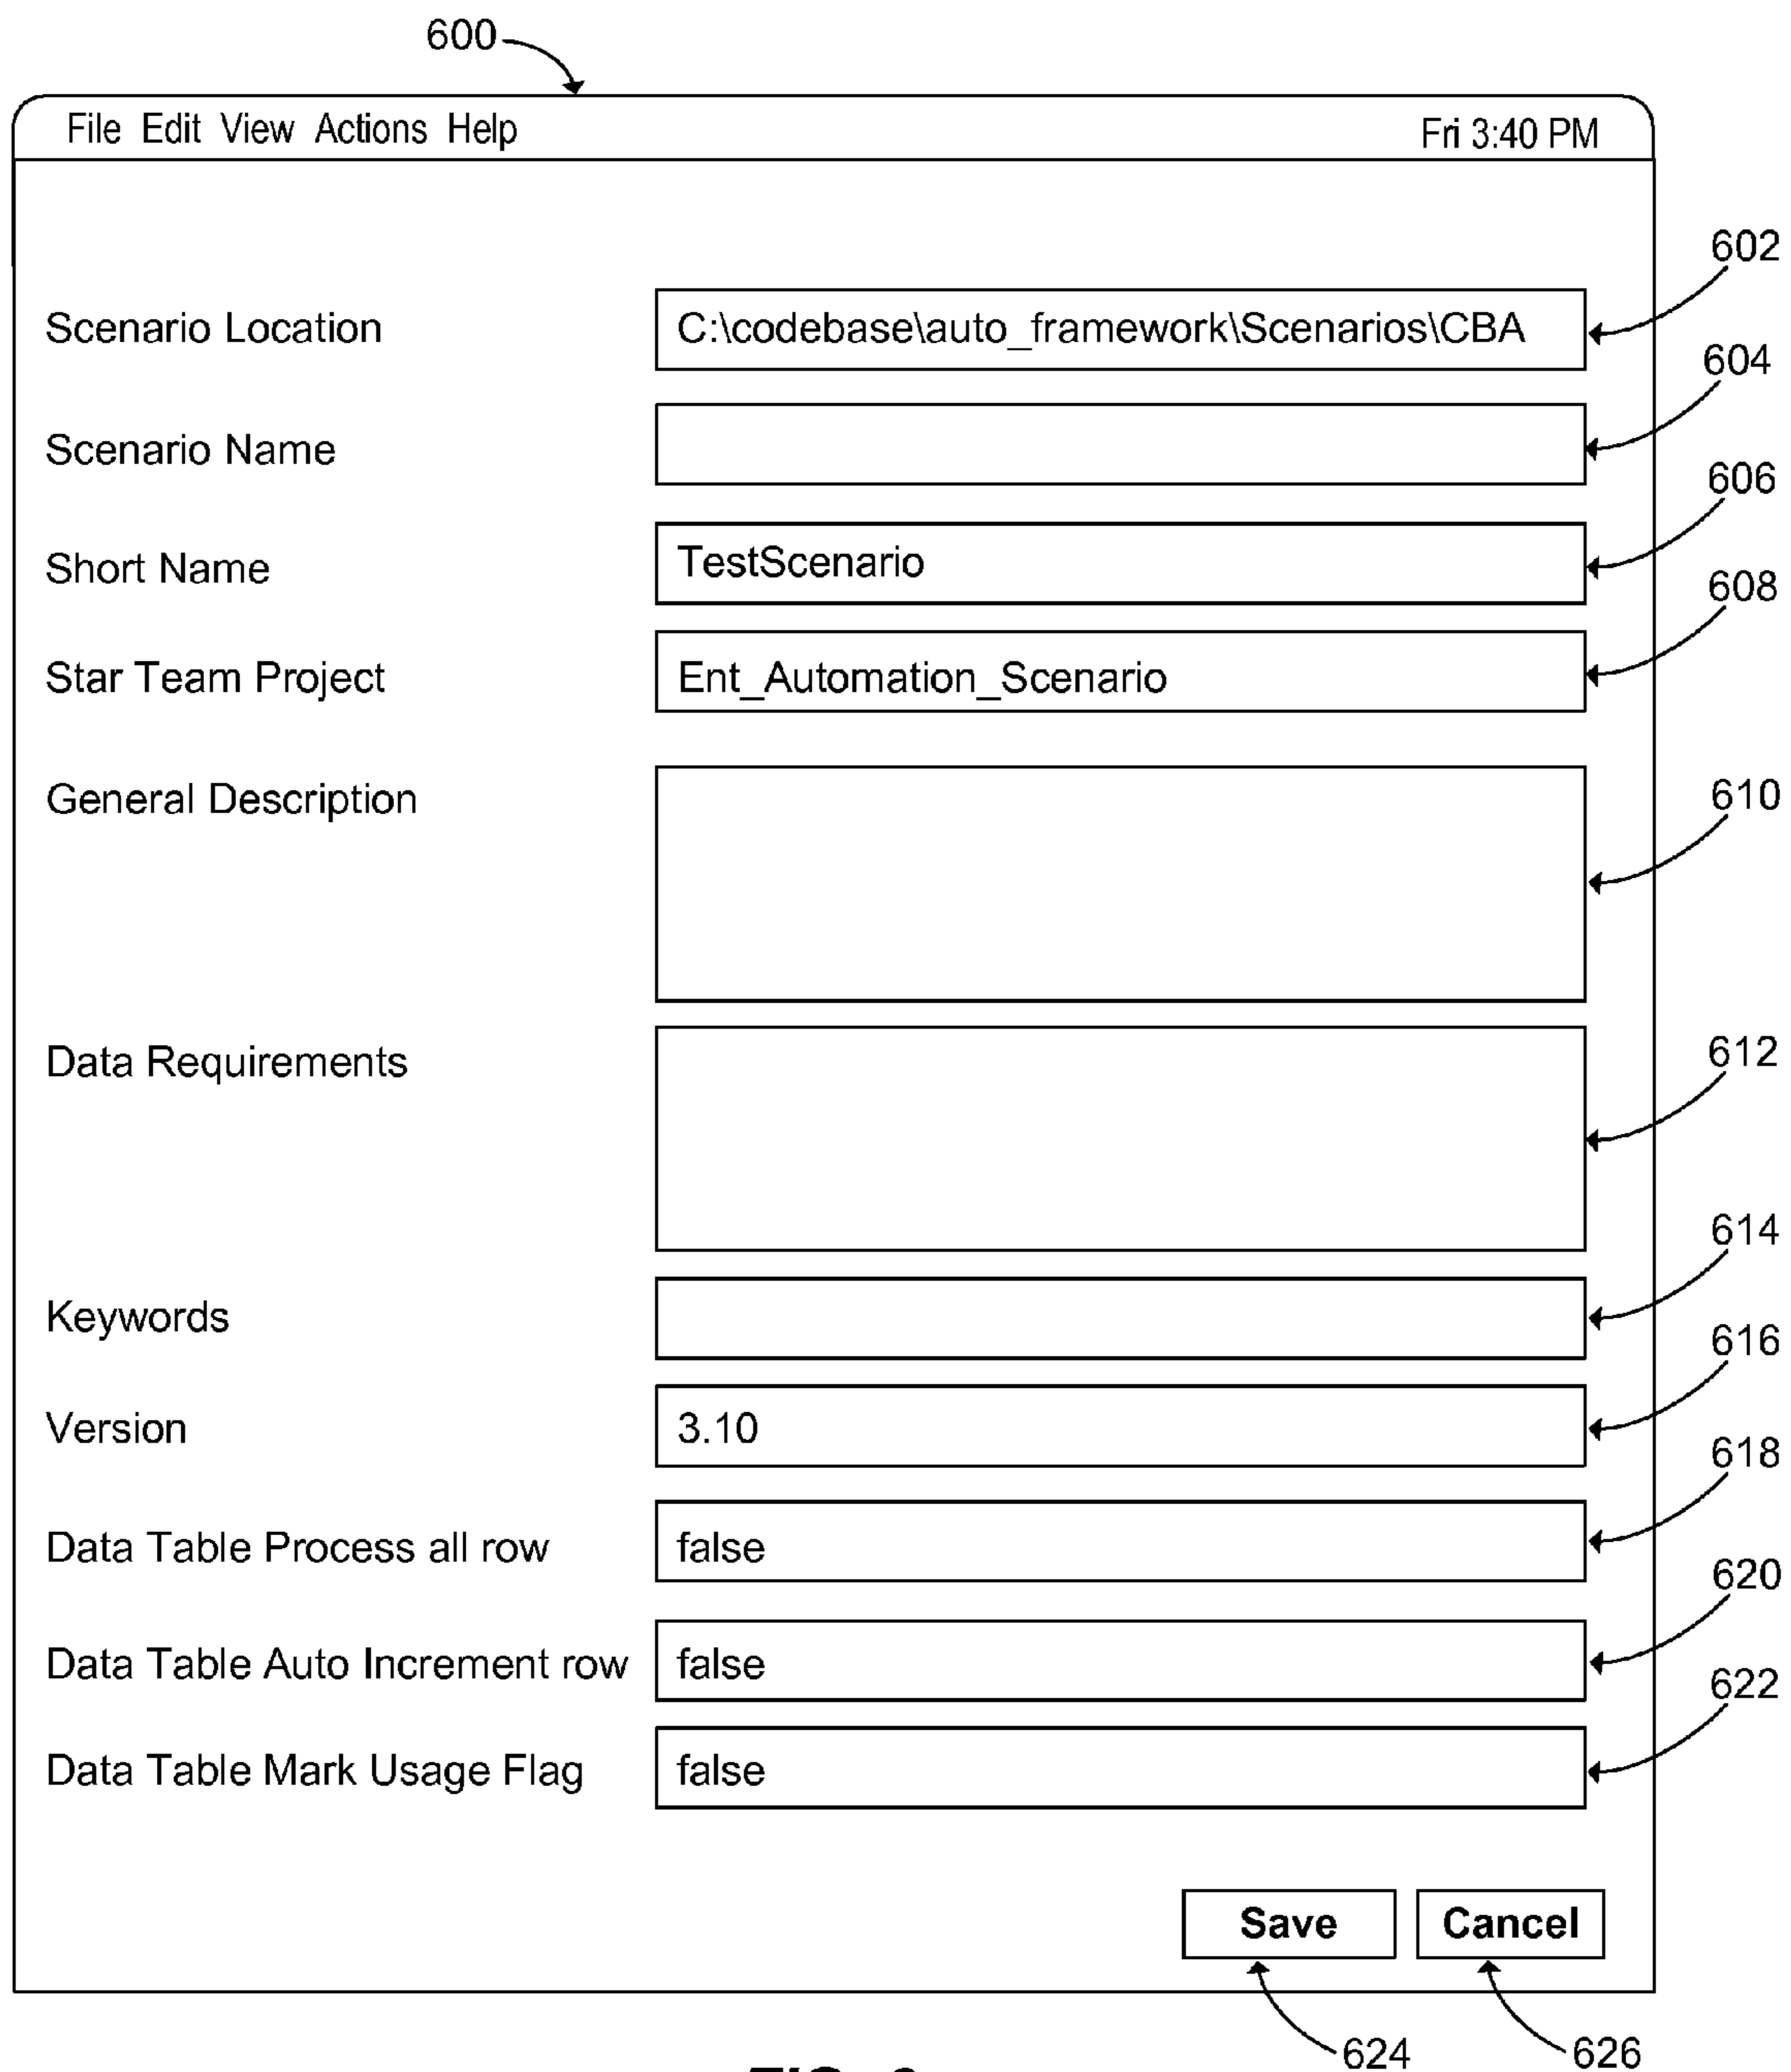 600
File Edit View Actions Help Fri 3:40 PM
602
Scenario Location C:\codebase\auto_framework\Scenarios\CBA
604
Scenario Name
606
Short Name TestScenario
608
Star Team Project Ent_Automation_Scenario
General Description
610
Data Requirements
612
614
Keywords
616
Version 3.10
618
Data Table Process all row false
620
Data Table Auto Increment row false
622
Data Table Mark Usage Flag false
Save Cancel
624 626